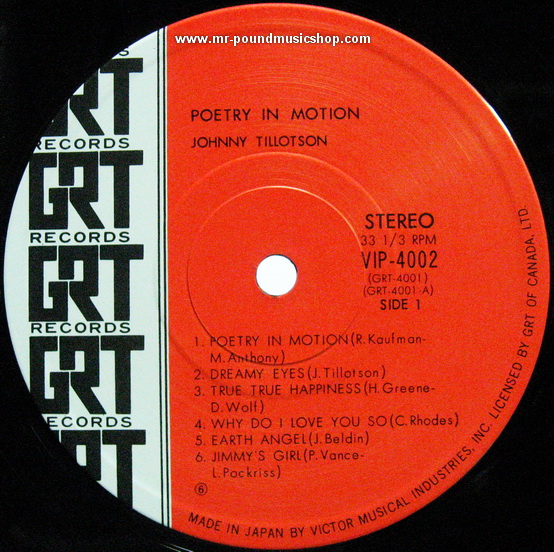 www.mr-poundmusicshop.com
RECORDS
GRT
RECORDS
GRT
RECORDS
GRT
RECORDS
GRT
RECORDS
GRT
POETRY IN MOTION
JOHNNY TILLOTSON
STEREO
33 1/3 RPM
VIP-4002
(GRT-4001)
(GRT-4001-A)
SIDE 1
1. POETRY IN MOTION(R.Kaufman-
M.Anthony)
2. DREAMY EYES(J.Tillotson)
3. TRUE TRUE HAPPINESS(H.Greene-
D.Wolf)
4. WHY DO I LOVE YOU SO(C.Rhodes)
5. EARTH ANGEL(J.Beldin)
6. JIMMY'S GIRL(P.Vance-
L.Pockriss)
⑥
MADE IN JAPAN BY VICTOR MUSICAL INDUSTRIES, INC. LICENSED BY GRT OF CANADA, LTD.